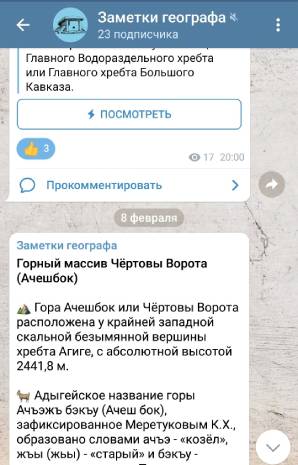 Заметки географа
23 подписчика
Главного Водораздельного хребта
или Главного хребта Большого
Кавказа.
ПОСМОТРЕТЬ
3
17 20:00
Прокомментировать
8 февраля
Заметки географа
Горный массив Чёртовы Ворота
(Ачешбок)
Гора Ачешбок или Чёртовы Ворота
расположена у крайней западной
скальной безымянной вершины
хребта Агиге, с абсолютной высотой
2441,8 м.
Адыгейское название горы
Ачъэжъ бэкъу (Ачеш бок),
зафиксированное Меретуковым К.Х.,
образовано словами ачъэ - «козёл»,
жъы (жьы) - «старый» и бэкъу -